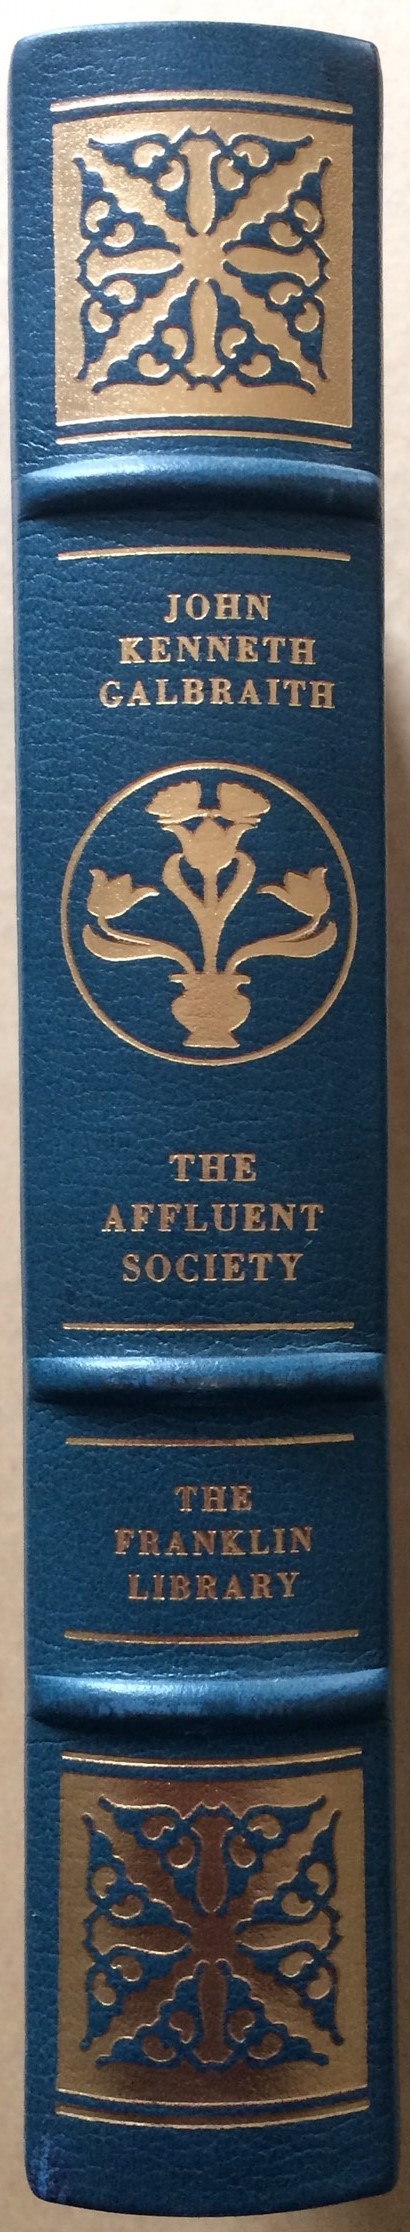 JOHN
KENNETH
GALBRAITH
THE
AFFLUENT
SOCIETY
THE
FRANKLIN
LIBRARY